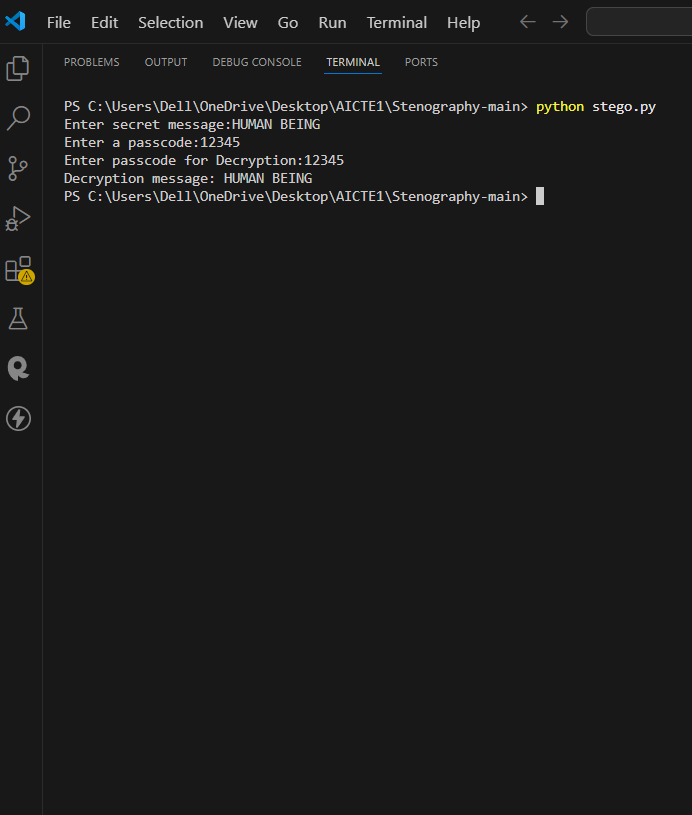 File Edit Selection View Go Run Terminal Help
PROBLEMS OUTPUT DEBUG CONSOLE TERMINAL PORTS
PS C:\Users\Dell\OneDrive\Desktop\AICTE1\Stenography-main> python stego.py
Enter secret message:HUMAN BEING
Enter a passcode:12345
Enter passcode for Decryption:12345
Decryption message: HUMAN BEING
PS C:\Users\Dell\OneDrive\Desktop\AICTE1\Stenography-main>